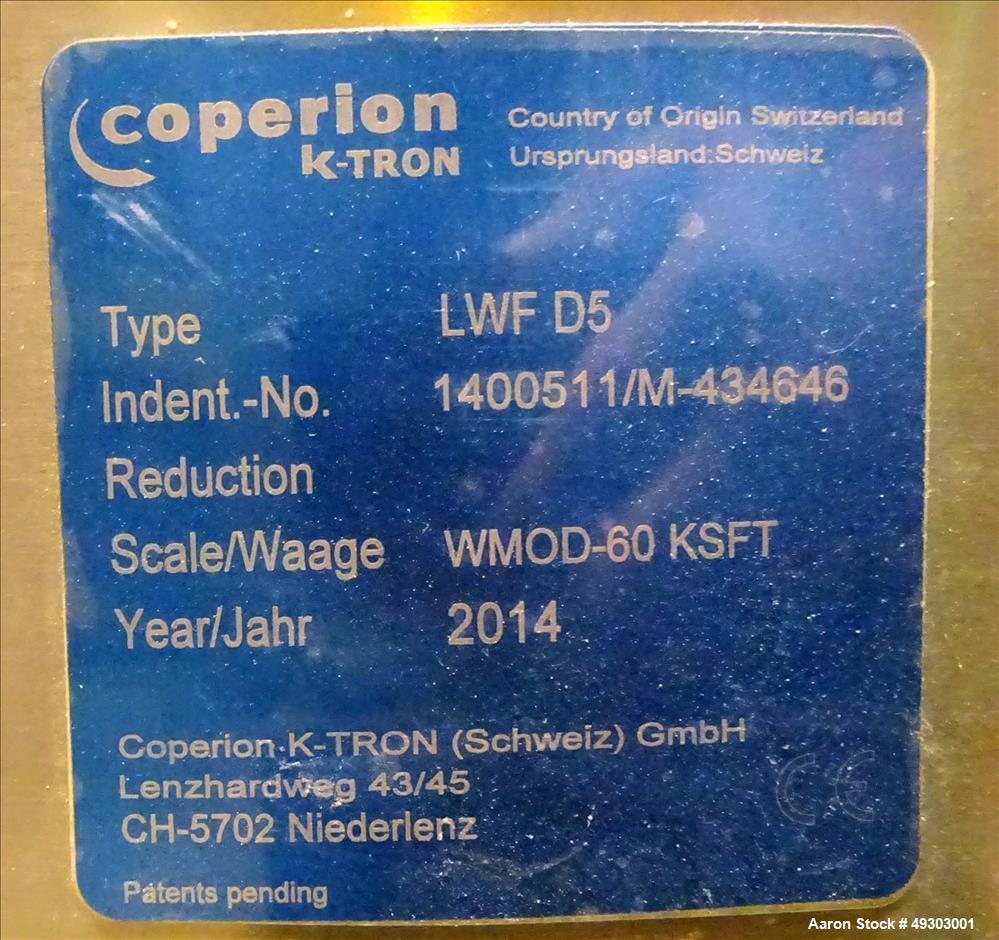 coperion
K-TRON
Country of Origin Switzerland
Ursprungsland:Schweiz
Type LWF D5
Indent.-No. 1400511/M-434646
Reduction
Scale/Waage WMOD-60 KSFT
Year/Jahr 2014
Coperion K-TRON (Schweiz) GmbH
Lenzhardweg 43/45
CH-5702 Niederlenz
CE
Patents pending
Aaron Stock # 49303001